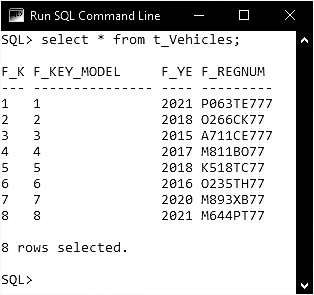 Run SQL Command Line
SQL> select * from t_Vehicles;
F_K F_KEY_MODEL     F_YE F_REGNUM
--- --------------- ---- ---------
1   1               2021 P063TE777
2   2               2018 O266CK77
3   3               2015 A711CE777
4   4               2017 M811BO77
5   5               2018 K518TC77
6   6               2016 O235TH77
7   7               2020 M893XB77
8   8               2021 M644PT77
8 rows selected.
SQL>